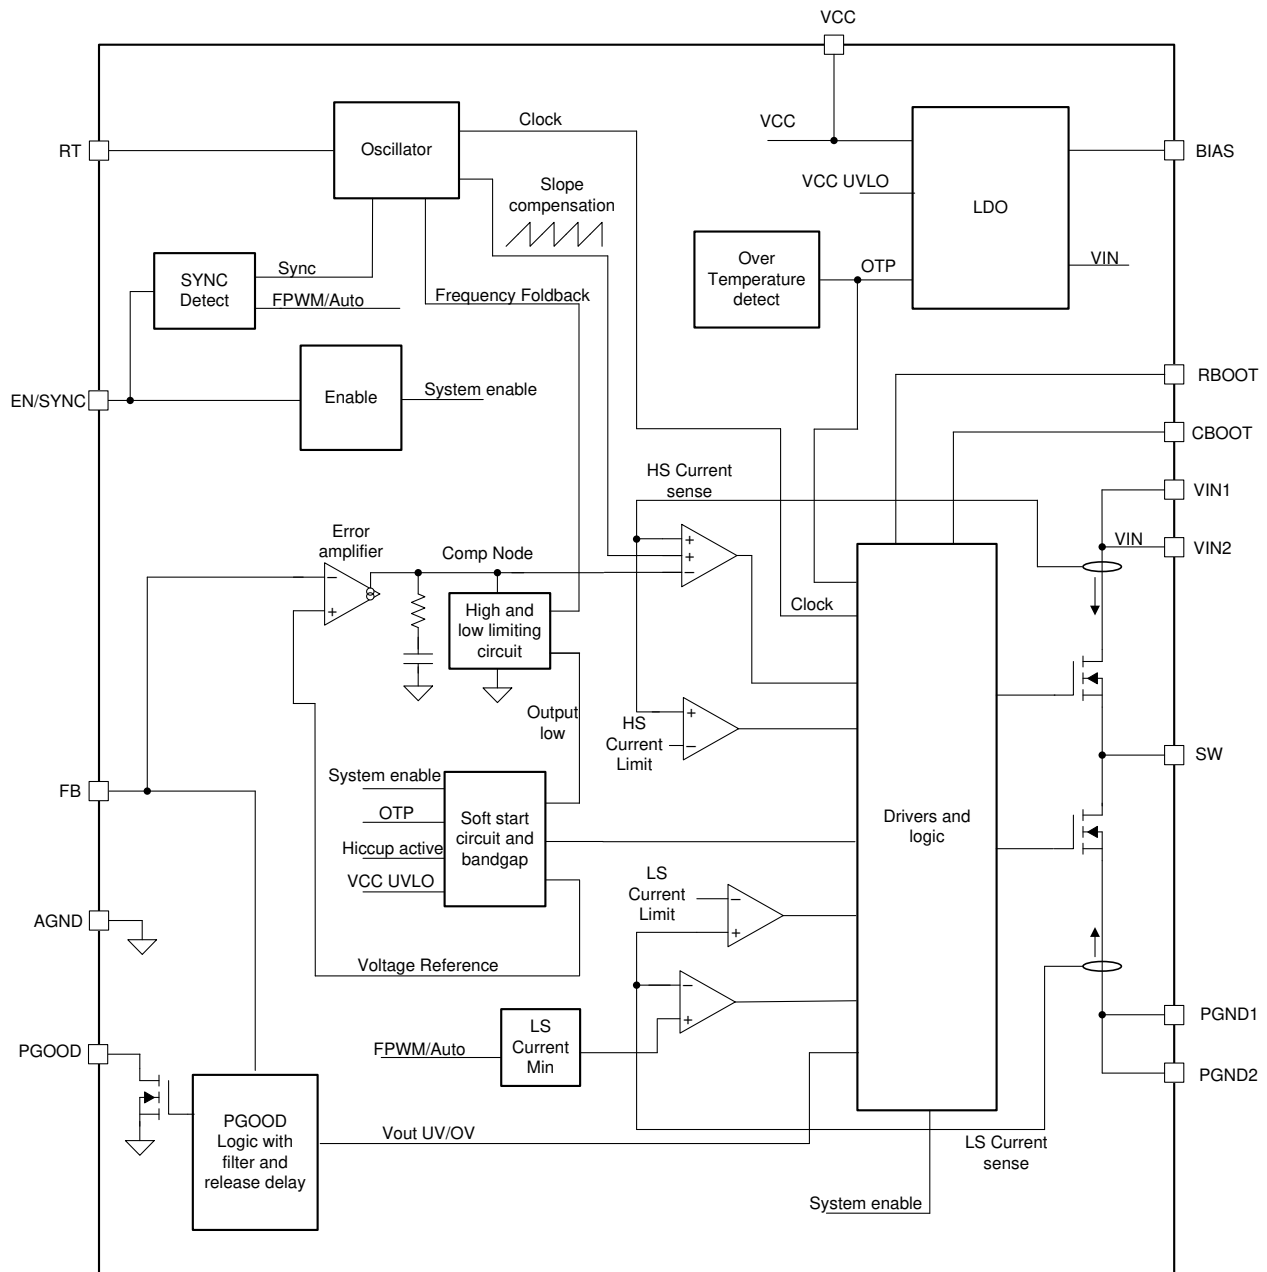 VCC
Clock
VCC
RT
Oscillator
BIAS
VCC UVLO
Slope
compensation
LDO
Over
Temperature
detect
OTP
VIN
SYNC
Detect
Sync
FPWM/Auto
Frequency Foldback
RBOOT
EN/SYNC
Enable
System enable
CBOOT
HS Current
sense
VIN1
Error
amplifier
Comp Node
+
+
−
VIN
VIN2
−
+
High and
low limiting
circuit
Clock
Output
low
HS
Current
Limit
+
−
SW
FB
System enable
OTP
Hiccup active
VCC UVLO
Soft start
circuit and
bandgap
Drivers and
logic
LS
Current
Limit
−
+
AGND
Voltage Reference
−
+
LS
Current
Min
PGND1
PGOOD
FPWM/Auto
PGND2
PGOOD
Logic with
filter and
release delay
Vout UV/OV
LS Current
sense
System enable